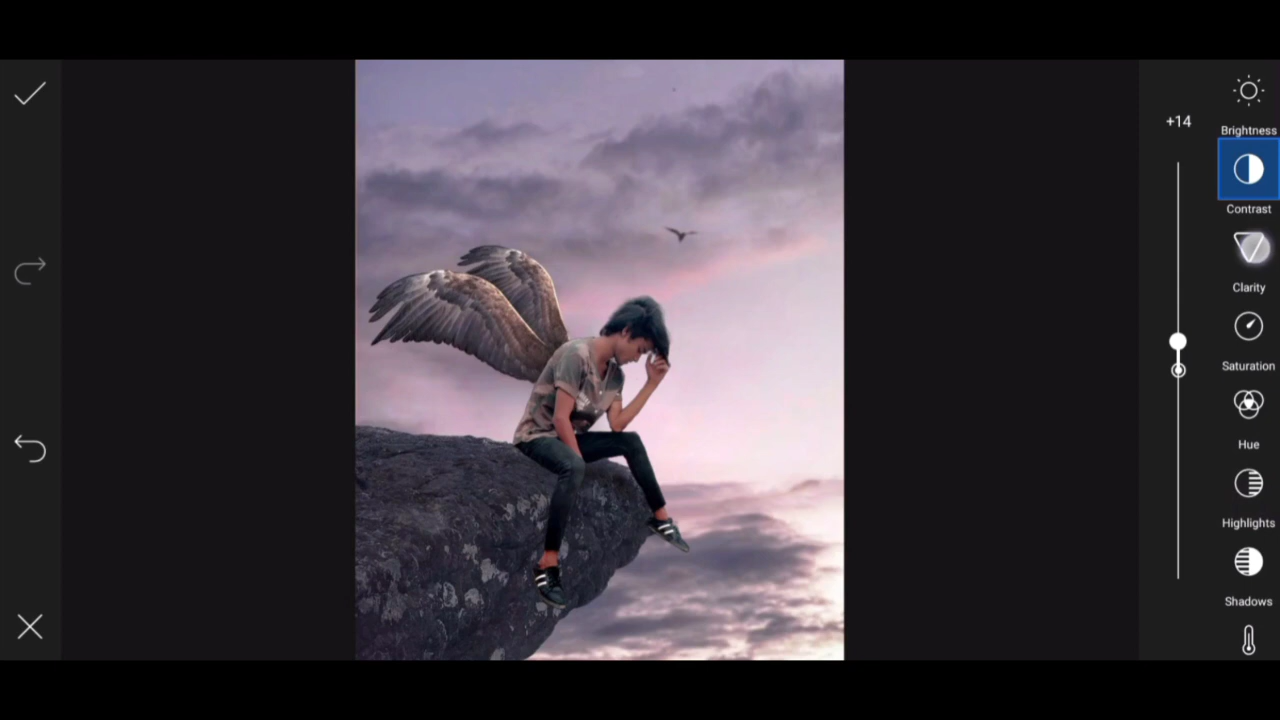 +14
Brightness
Contrast
Clarity
Saturation
Hue
Highlights
Shadows